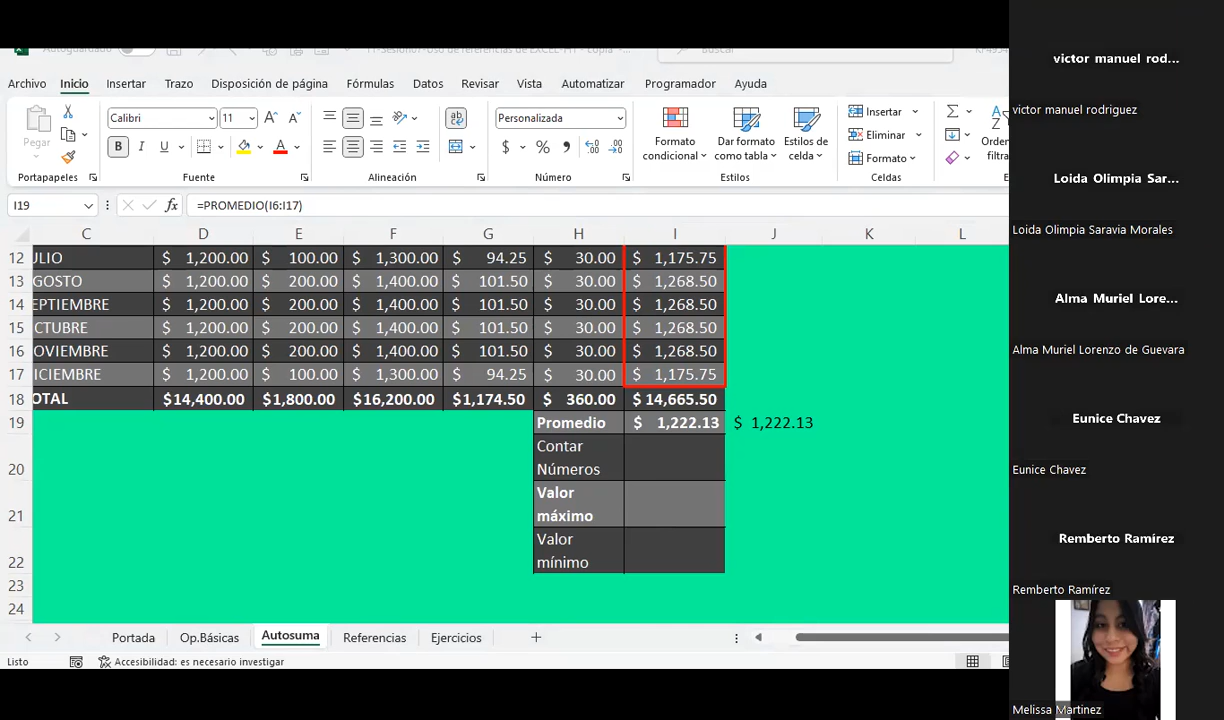 Archivo Inicio Insertar Trazo Disposición de página Fórmulas Datos Revisar Vista Automatizar Programador Ayuda
Pegar
Portapapeles
Calibri 11
N K S
Fuente
Alineación
Personalizada
$ % 000
Número
Formato condicional
Dar formato como tabla
Estilos de celda
Estilos
Insertar
Eliminar
Formato
Celdas
I19 fx =PROMEDIO(I6:I17)
C D E F G H I J K L
12 ULIO $ 1,200.00 $ 100.00 $ 1,300.00 $ 94.25 $ 30.00 $ 1,175.75
13 GOSTO $ 1,200.00 $ 200.00 $ 1,400.00 $ 101.50 $ 30.00 $ 1,268.50
14 EPTIEMBRE $ 1,200.00 $ 200.00 $ 1,400.00 $ 101.50 $ 30.00 $ 1,268.50
15 CTUBRE $ 1,200.00 $ 200.00 $ 1,400.00 $ 101.50 $ 30.00 $ 1,268.50
16 OVIEMBRE $ 1,200.00 $ 200.00 $ 1,400.00 $ 101.50 $ 30.00 $ 1,268.50
17 ICIEMBRE $ 1,200.00 $ 100.00 $ 1,300.00 $ 94.25 $ 30.00 $ 1,175.75
18 OTAL $14,400.00 $1,800.00 $16,200.00 $1,174.50 $ 360.00 $ 14,665.50
19 Promedio $ 1,222.13 $ 1,222.13
20 Contar
Números
21 Valor
máximo
22 Valor
mínimo
23
24
Portada Op.Básicas Autosuma Referencias Ejercicios
Listo Accesibilidad: es necesario investigar
victor manuel rod...
victor manuel rodriguez
Loida Olimpia Sar...
Loida Olimpia Saravia Morales
Alma Muriel Lore...
Alma Muriel Lorenzo de Guevara
Eunice Chavez
Eunice Chavez
Remberto Ramírez
Remberto Ramírez
Melissa Martinez